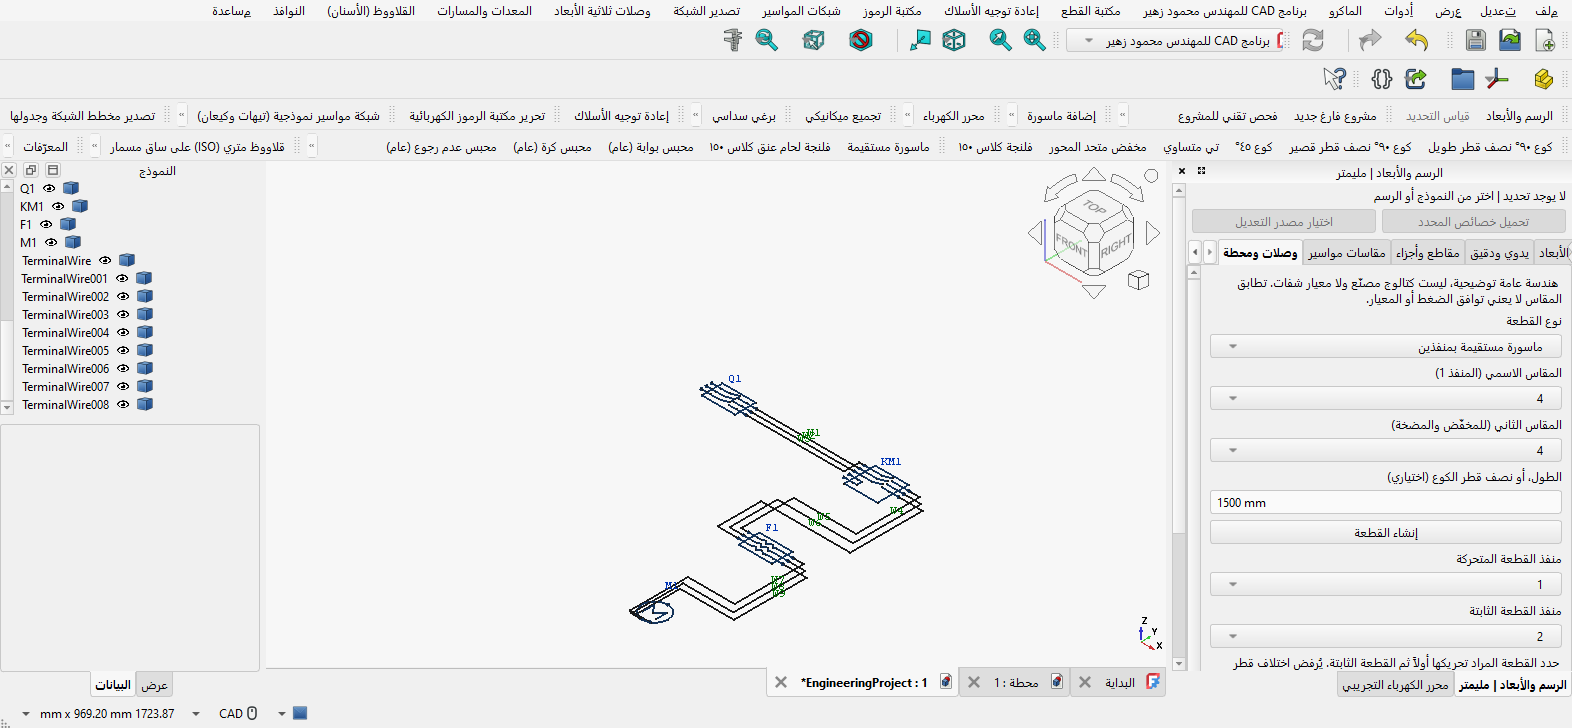 ملف تعديل عرض أدوات الماكرو برنامج CAD للمهندس محمود زهير مكتبة القطع إعادة توجيه الأسلاك مكتبة الرموز شبكات المواسير تصدير الشبكة وصلات ثلاثية الأبعاد المعدات والمسارات القلاووظ (الأسنان) النوافذ مساعدة
برنامج CAD للمهندس محمود زهير
الرسم والأبعاد قياس التحديد مشروع فارغ جديد فحص تقني للمشروع إضافة ماسورة محرر الكهرباء تجميع ميكانيكي برغي سداسي إعادة توجيه الأسلاك تحرير مكتبة الرموز الكهربائية شبكة مواسير نموذجية (تيهات وكيعان) تصدير مخطط الشبكة وجدولها
كوع ٩٠° نصف قطر طويل كوع ٩٠° نصف قطر قصير كوع ٤٥° تي متساوي مخفض متحد المحور فلنجة كلاس ١٥٠ ماسورة مستقيمة فلنجة لحام عنق كلاس ١٥٠ محبس بوابة (عام) محبس كرة (عام) محبس عدم رجوع (عام) قلاووظ متري (ISO) على ساق مسمار المعرّفات
النموذج
Q1
KM1
F1
M1
TerminalWire
TerminalWire001
TerminalWire002
TerminalWire003
TerminalWire004
TerminalWire005
TerminalWire006
TerminalWire007
TerminalWire008
عرض البيانات
TOP
FRONT
RIGHT
Q1
KM1
W4
W5
W6
F1
Z
Y
X
الرسم والأبعاد | مليمتر
لا يوجد تحديد | اختر من النموذج أو الرسم
تحميل خصائص المحدد اختيار مصدر التعديل
الأبعاد يدوي ودقيق مقاطع وأجزاء مقاسات مواسير وصلات ومحطة
هندسة عامة توضيحية، ليست كتالوج مصنّع ولا معيار شفات. تطابق
المقاس لا يعني توافق الضغط أو المعيار.
نوع القطعة
ماسورة مستقيمة بمنفذين
المقاس الاسمي (المنفذ 1)
4
المقاس الثاني (للمخفّض والمضخة)
4
الطول، أو نصف قطر الكوع (اختياري)
1500 mm
إنشاء القطعة
منفذ القطعة المتحركة
1
منفذ القطعة الثابتة
2
حدد القطعة المراد تحريكها أولاً ثم القطعة الثابتة. يُرفض اختلاف قطر
الرسم والأبعاد | مليمتر محرر الكهرباء التجريبي
البداية محطة : 1 EngineeringProject : 1*
CAD 1723.87 mm x 969.20 mm